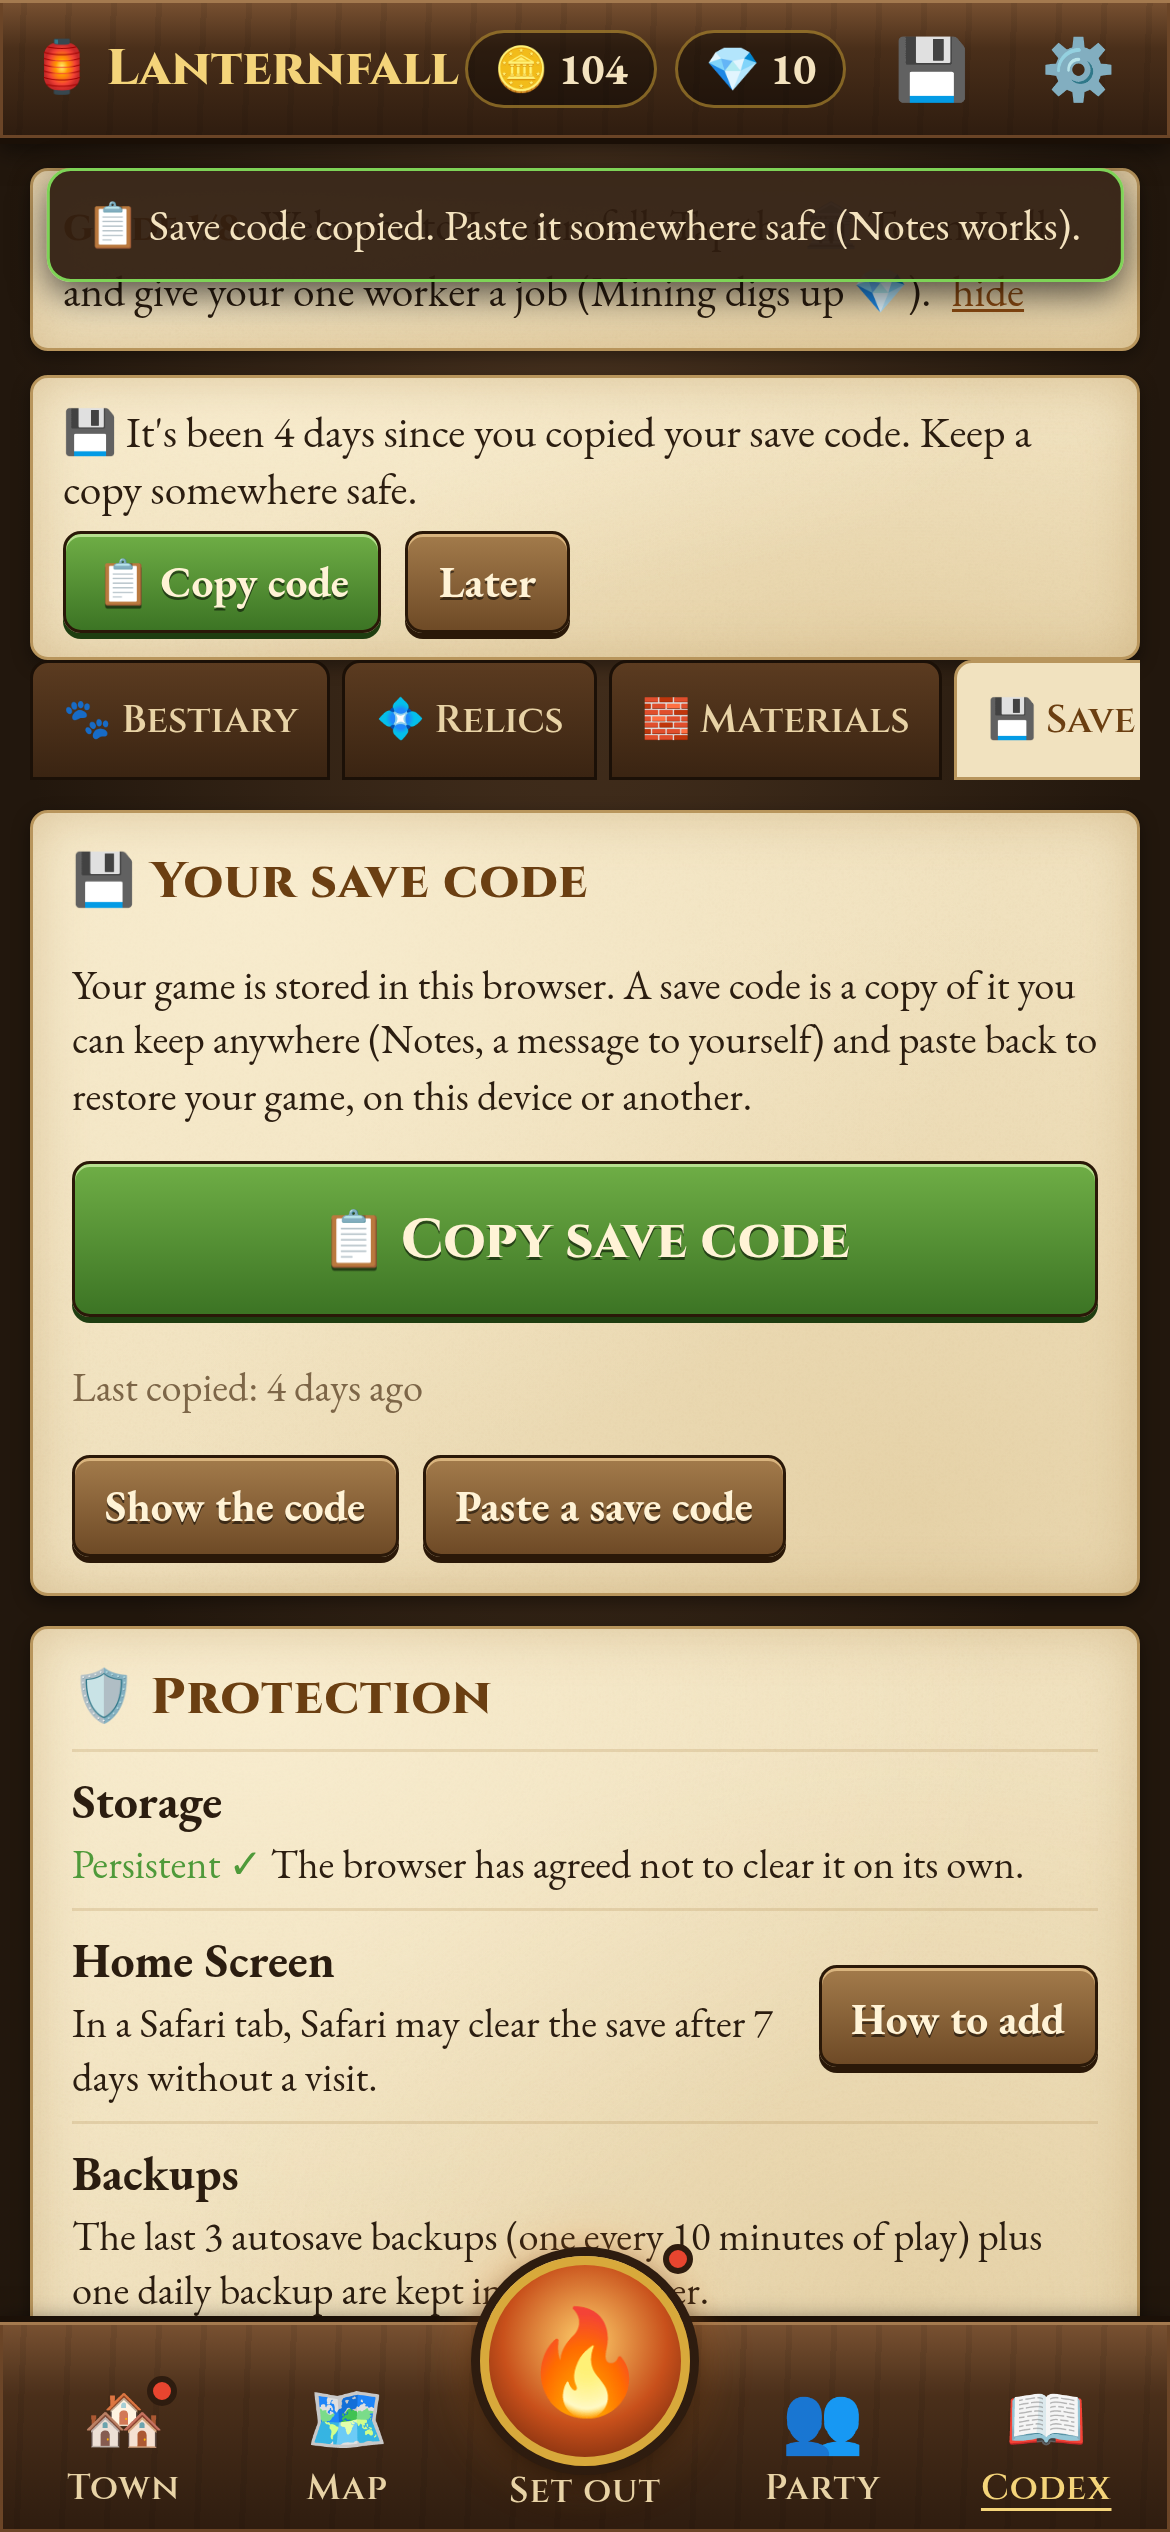 LANTERNFALL 104 10
Save code copied. Paste it somewhere safe (Notes works).
and give your one worker a job (Mining digs up 💎). hide
It's been 4 days since you copied your save code. Keep a
copy somewhere safe.
Copy code Later
BESTIARY RELICS MATERIALS SAVE
YOUR SAVE CODE
Your game is stored in this browser. A save code is a copy of it you
can keep anywhere (Notes, a message to yourself) and paste back to
restore your game, on this device or another.
COPY SAVE CODE
Last copied: 4 days ago
Show the code Paste a save code
PROTECTION
Storage
Persistent ✓ The browser has agreed not to clear it on its own.
Home Screen
In a Safari tab, Safari may clear the save after 7
days without a visit.
How to add
Backups
The last 3 autosave backups (one every 10 minutes of play) plus
one daily backup are kept
TOWN MAP SET OUT PARTY CODEX